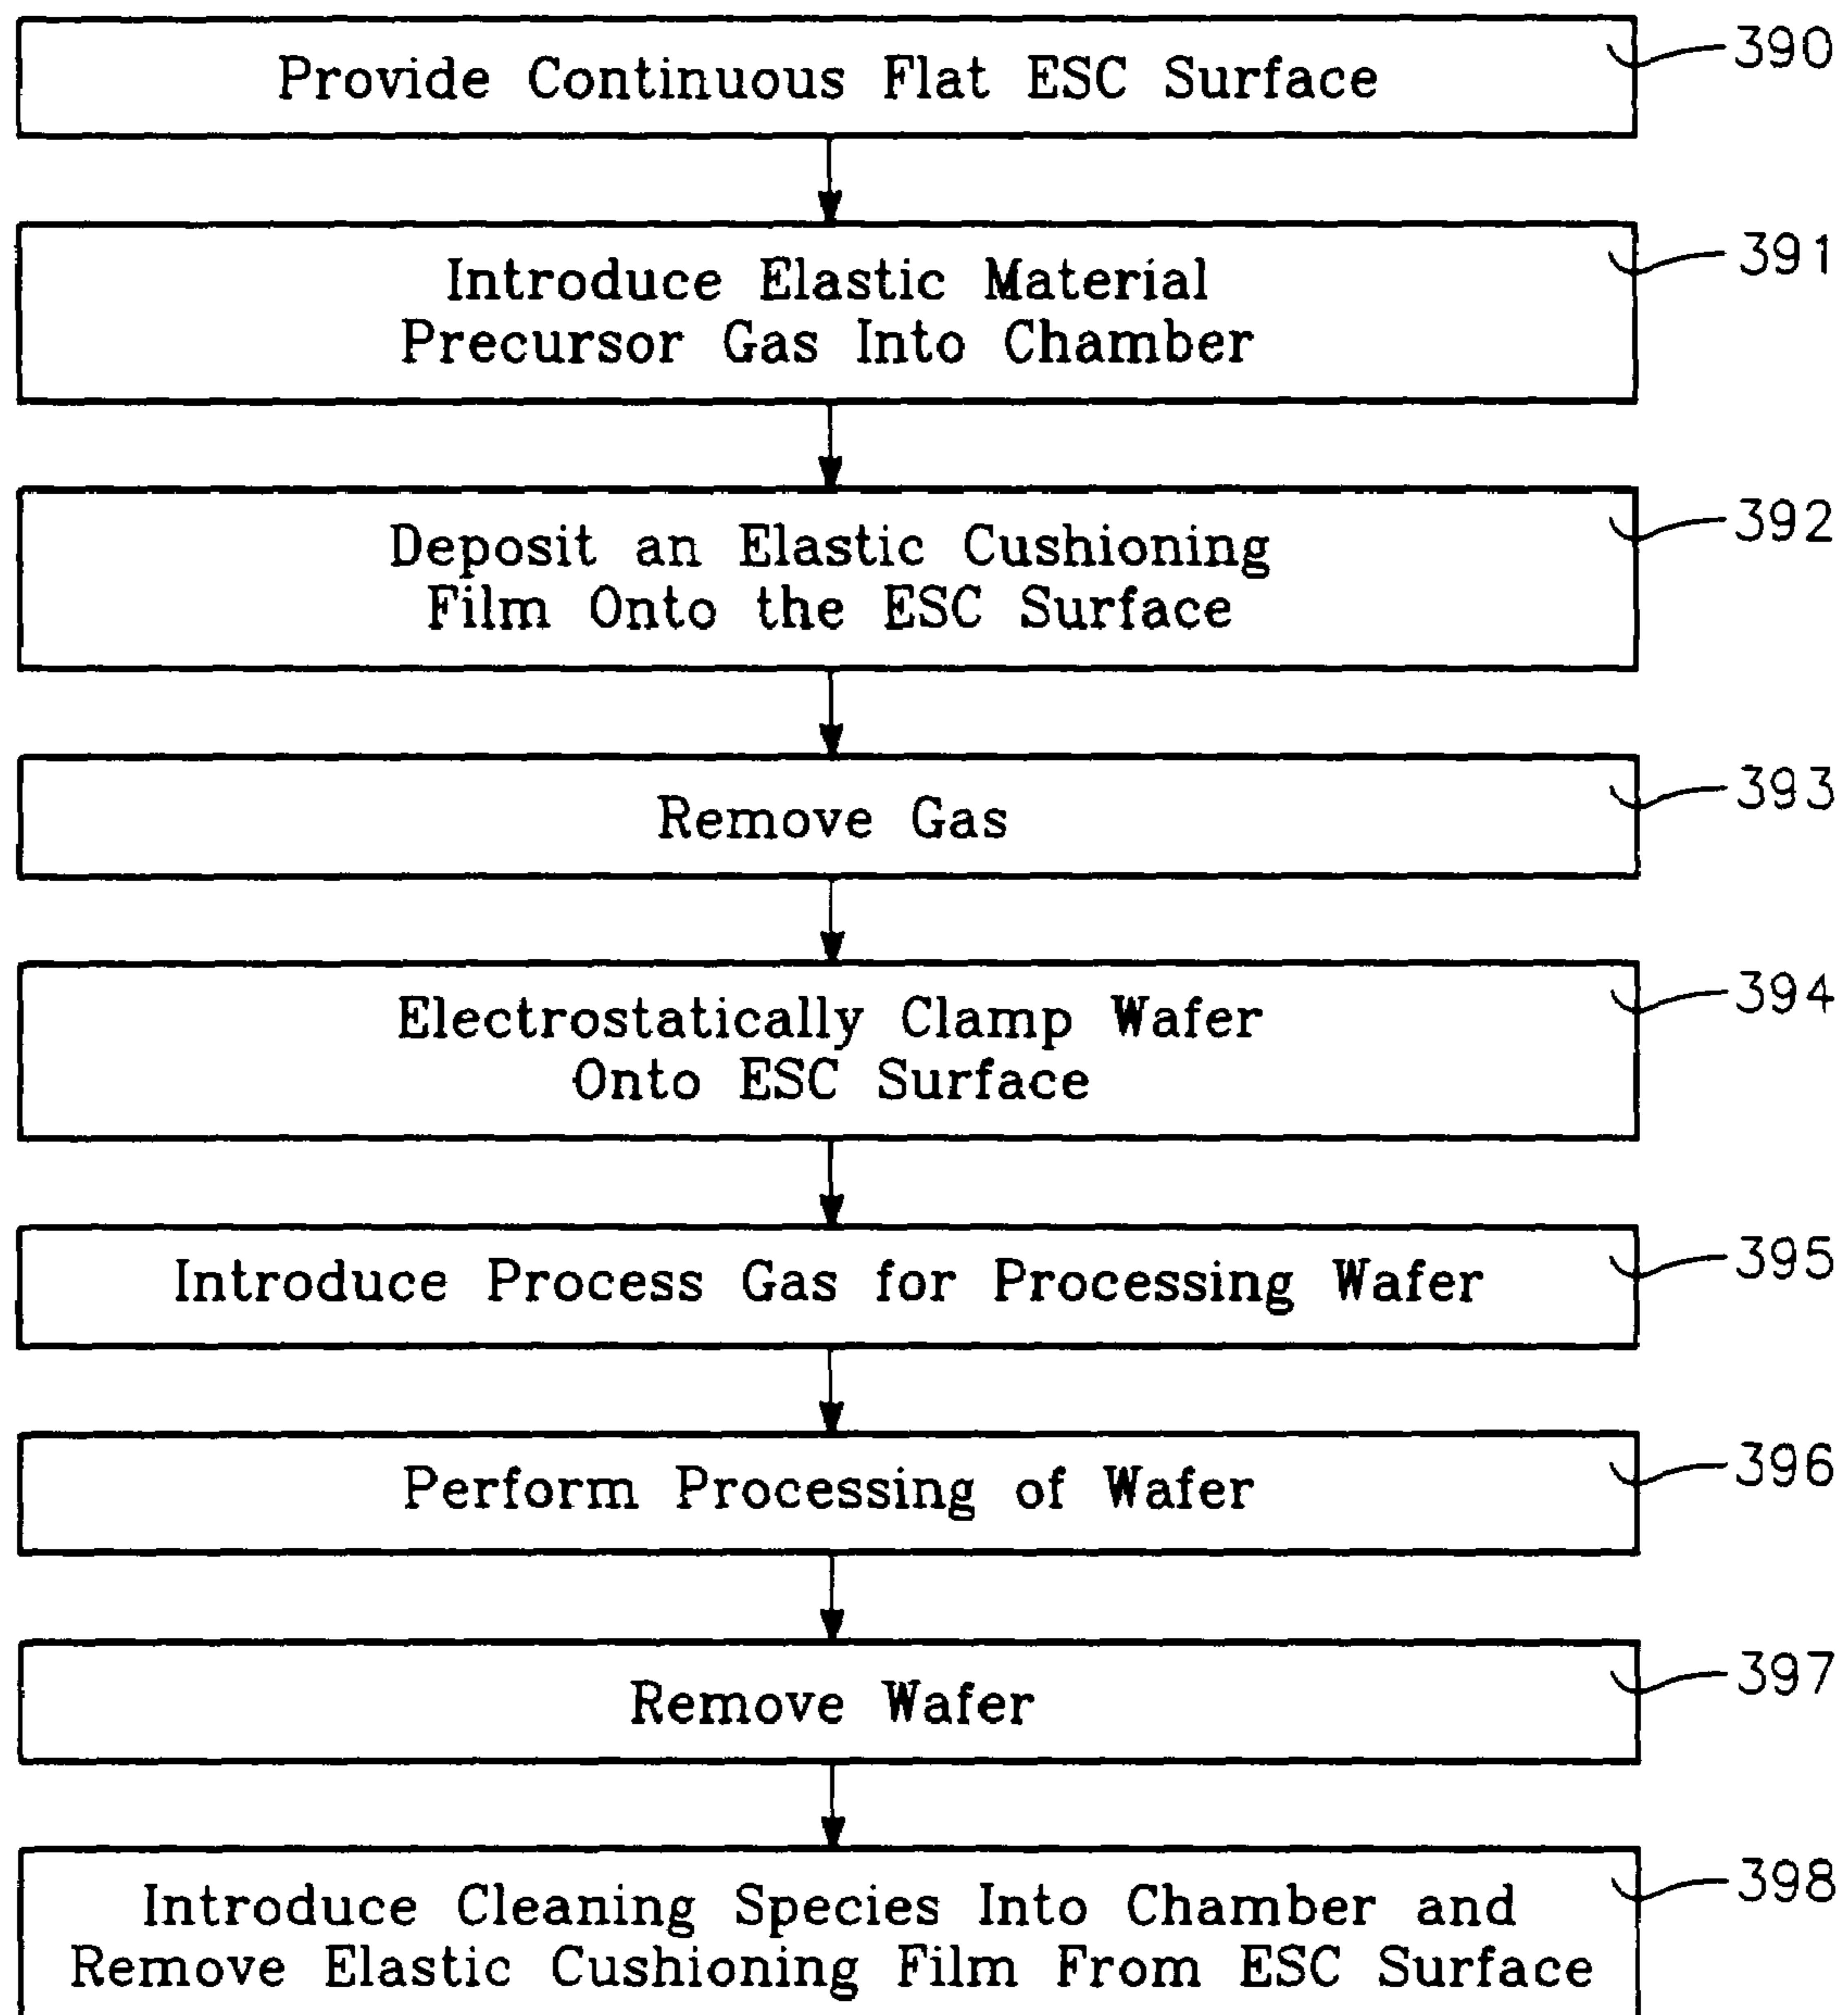 Provide Continuous Flat ESC Surface
390
Introduce Elastic Material
Precursor Gas Into Chamber
391
Deposit an Elastic Cushioning
Film Onto the ESC Surface
392
Remove Gas
393
Electrostatically Clamp Wafer
Onto ESC Surface
394
Introduce Process Gas for Processing Wafer
395
Perform Processing of Wafer
396
Remove Wafer
397
Introduce Cleaning Species Into Chamber and
Remove Elastic Cushioning Film From ESC Surface
398